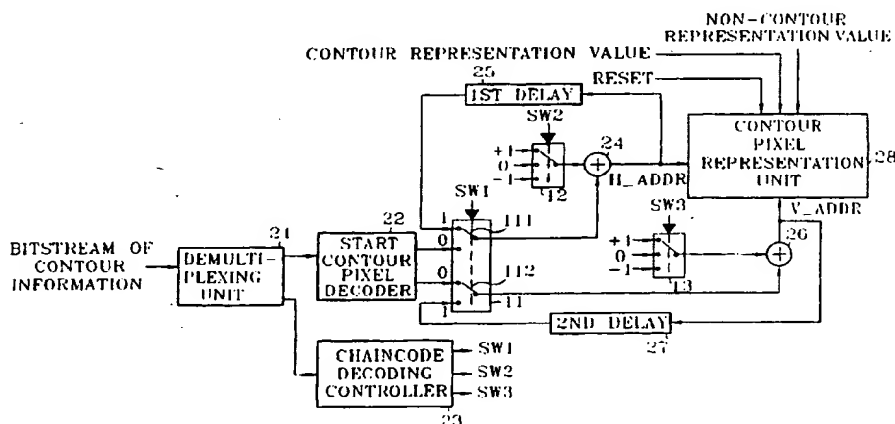 NON-CONTOUR
REPRESENTATION VALUE
CONTOUR REPRESENTATION VALUE
RESET
25
1ST DELAY
SW2
24
CONTOUR
PIXEL
REPRESENTATION
UNIT
28
+1
0
-1
12
H_ADDR
SW1
SW3
V_ADDR
26
21
22
1
111
BITSTREAM OF
CONTOUR
INFORMATION
DEMULTI-
PLEXING
UNIT
START
CONTOUR
PIXEL
DECODER
0
0
112
1
11
+1
0
-1
13
2ND DELAY
27
CHAINCODE
DECODING
CONTROLLER
SW1
SW2
SW3
23